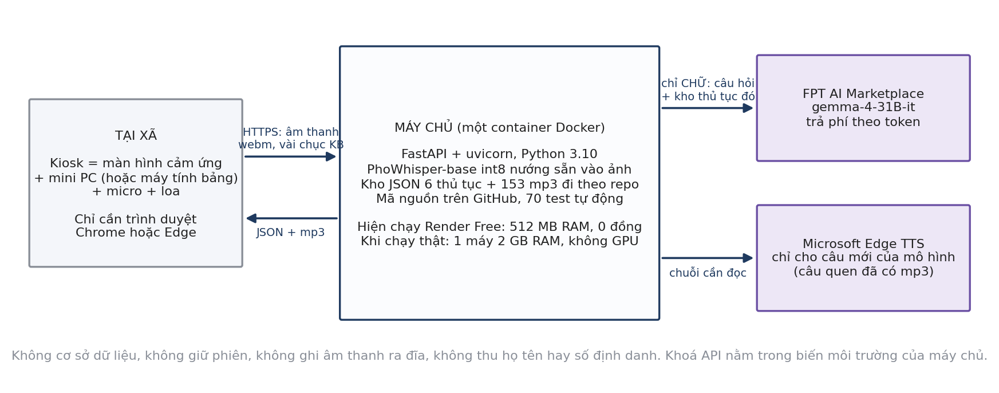 TẠI XÃ
Kiosk = màn hình cảm ứng
+ mini PC (hoặc máy tính bảng)
+ micro + loa
Chỉ cần trình duyệt
Chrome hoặc Edge
HTTPS: âm thanh
webm, vài chục KB
JSON + mp3
MÁY CHỦ (một container Docker)
FastAPI + uvicorn, Python 3.10
PhoWhisper-base int8 nướng sẵn vào ảnh
Kho JSON 6 thủ tục + 153 mp3 đi theo repo
Mã nguồn trên GitHub, 70 test tự động
Hiện chạy Render Free: 512 MB RAM, 0 đồng
Khi chạy thật: 1 máy 2 GB RAM, không GPU
chỉ CHỮ: câu hỏi
+ kho thủ tục đó
chuỗi cần đọc
FPT AI Marketplace
gemma-4-31B-it
trả phí theo token
Microsoft Edge TTS
chỉ cho câu mới của mô hình
(câu quen đã có mp3)
Không cơ sở dữ liệu, không giữ phiên, không ghi âm thanh ra đĩa, không thu họ tên hay số định danh. Khoá API nằm trong biến môi trường của máy chủ.